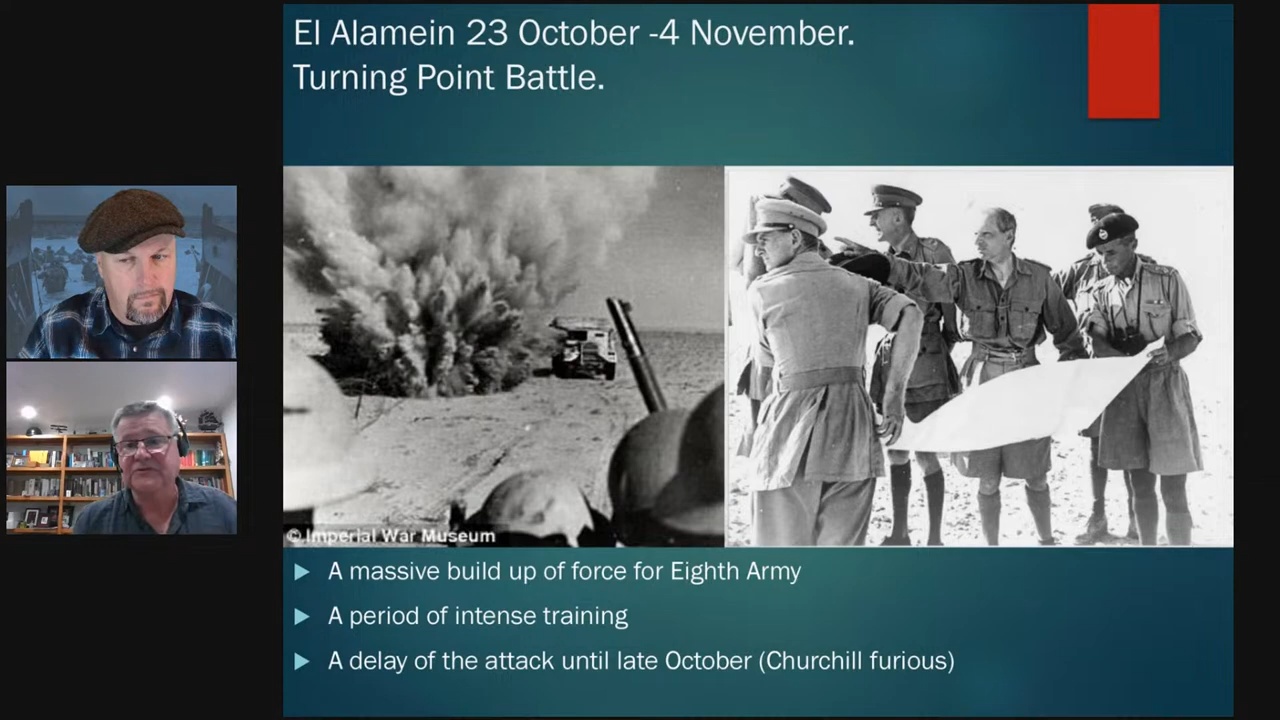 El Alamein 23 October -4 November.
Turning Point Battle.
© Imperial War Museum
A massive build up of force for Eighth Army
A period of intense training
A delay of the attack until late October (Churchill furious)